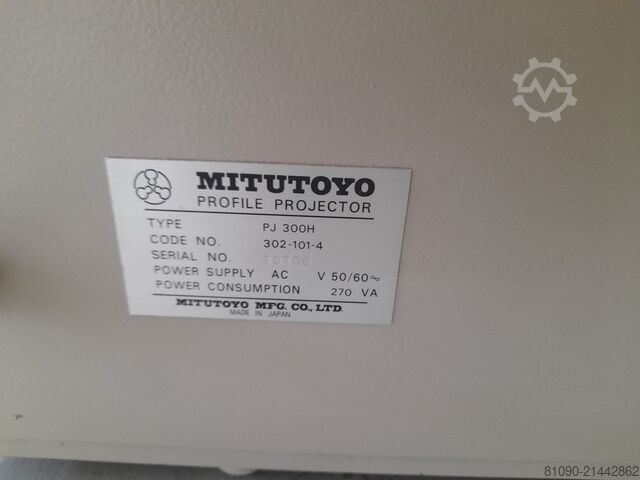 MITUTOYO
PROFILE PROJECTOR
TYPE PJ 300H
CODE NO. 302-101-4
SERIAL NO. 70700
POWER SUPPLY AC V 50/60~
POWER CONSUMPTION 270 VA
MITUTOYO MFG. CO., LTD.
MADE IN JAPAN
81090-21442862